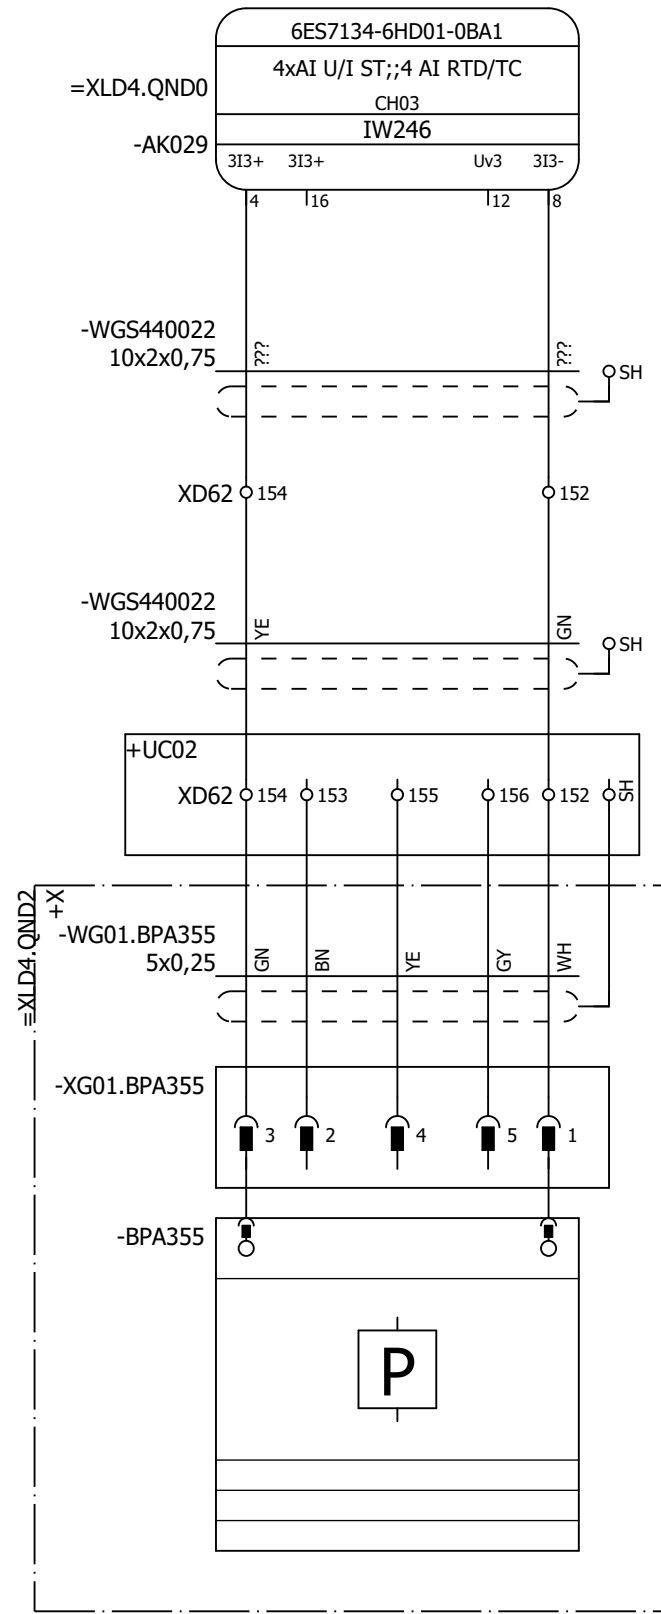 6ES7134-6HD01-0BA1
4xAI U/I ST;;4 AI RTD/TC
=XLD4.QND0
CH03
IW246
-AK029
3I3+ 3I3+ Uv3 3I3-
4 16 12 8
-WGS440022
10x2x0,75 ??? ???
SH
XD62 154 152
-WGS440022
10x2x0,75 YE GN
SH
+UC02
XD62 154 153 155 156 152 SH
=XLD4.QND2
+X
-WG01.BPA355
5x0,25 GN BN YE GY WH
-XG01.BPA355
3 2 4 5 1
-BPA355
P